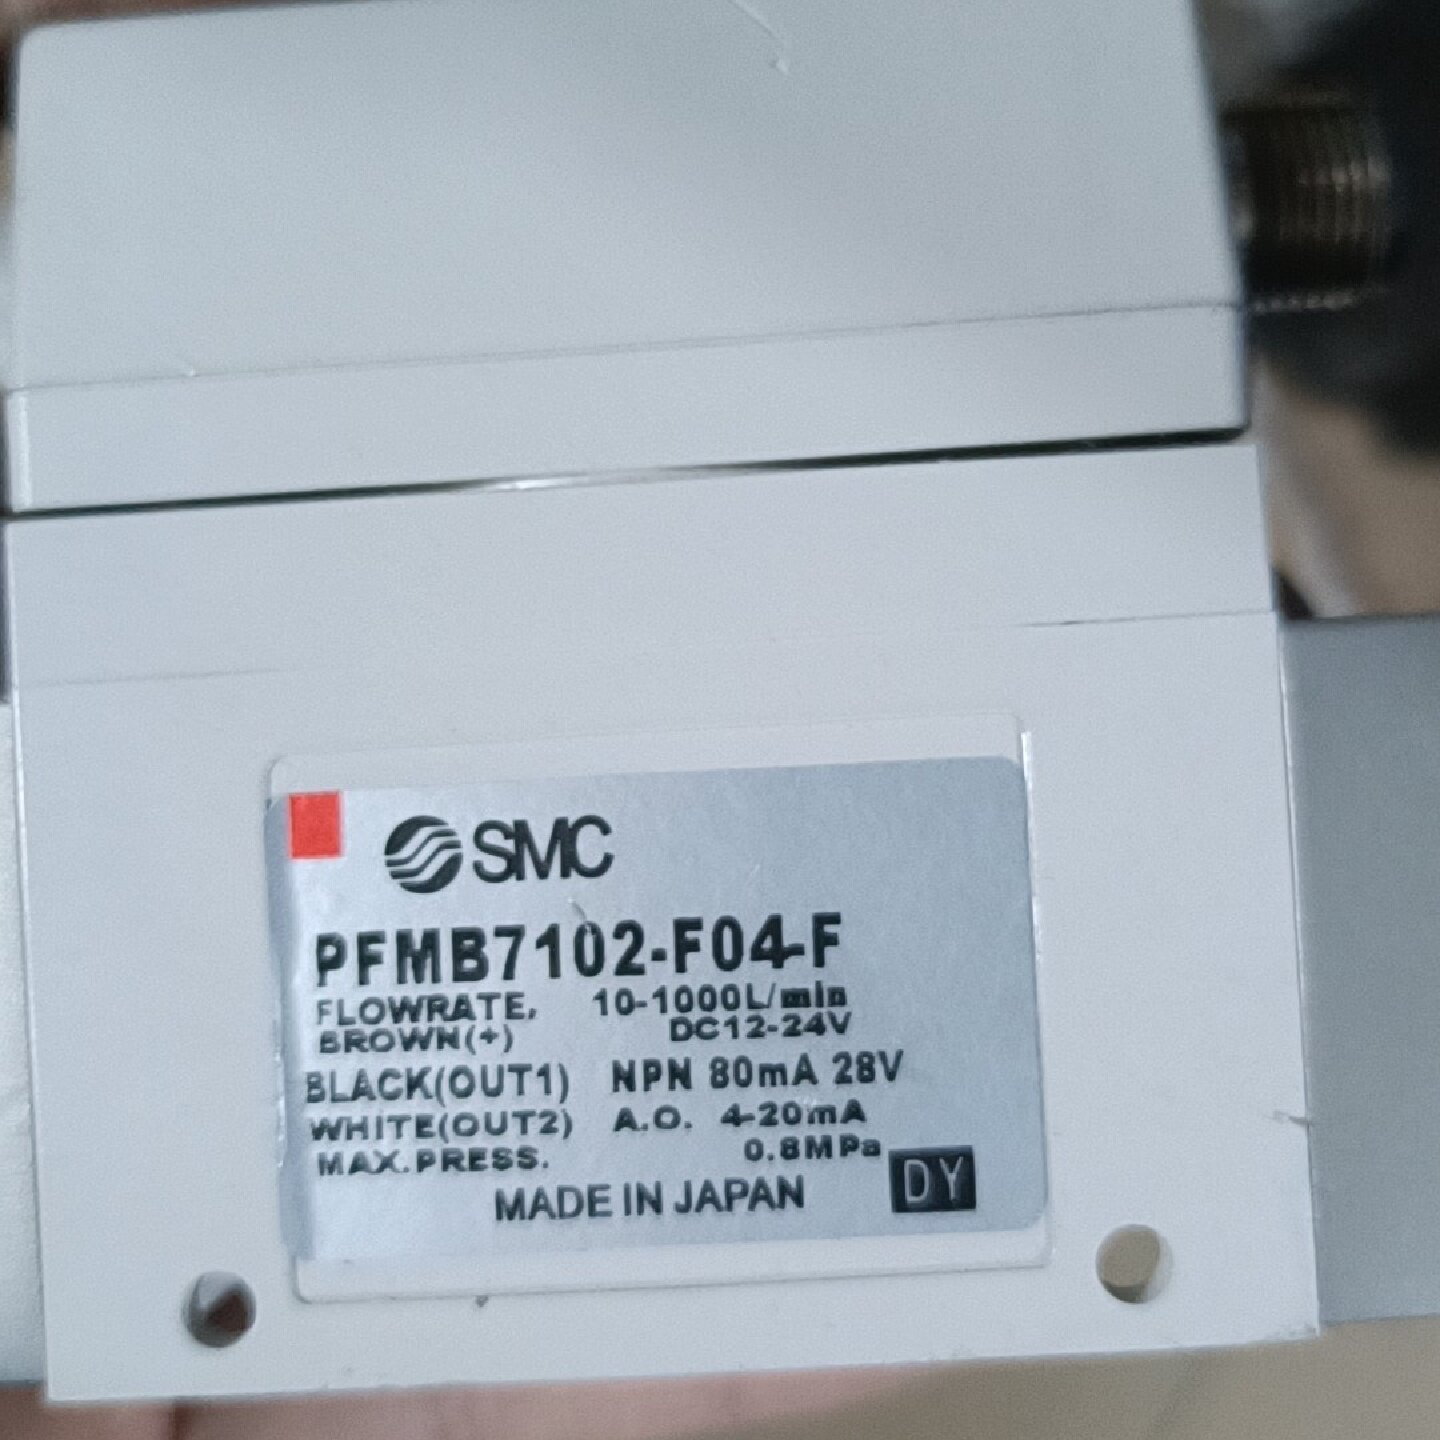 SMC
PFMB7102-F04-F
FLOWRATE, 10-1000L/min
BROWN(+) DC12-24V
BLACK(OUT1) NPN 80mA 28V
WHITE(OUT2) A.O. 4-20mA
MAX.PRESS. 0.8MPa
MADE IN JAPAN DY